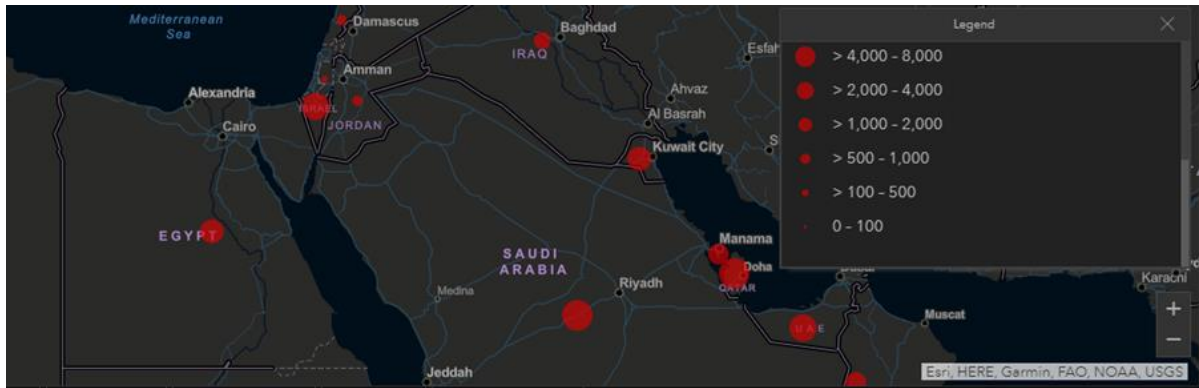 Mediterranean
Sea
Damascus
Baghdad
IRAQ
Esfah
Amman
Alexandria
ISRAEL
JORDAN
Cairo
Ahvaz
Al Basrah
Kuwait City
S
EGYPT
SAUDI
ARABIA
Medina
Riyadh
Manama
Doha
QATAR
UAE
Muscat
Karachi
Jeddah
Legend
> 4,000 – 8,000
> 2,000 – 4,000
> 1,000 – 2,000
> 500 – 1,000
> 100 – 500
0 – 100
+
−
Esri, HERE, Garmin, FAO, NOAA, USGS